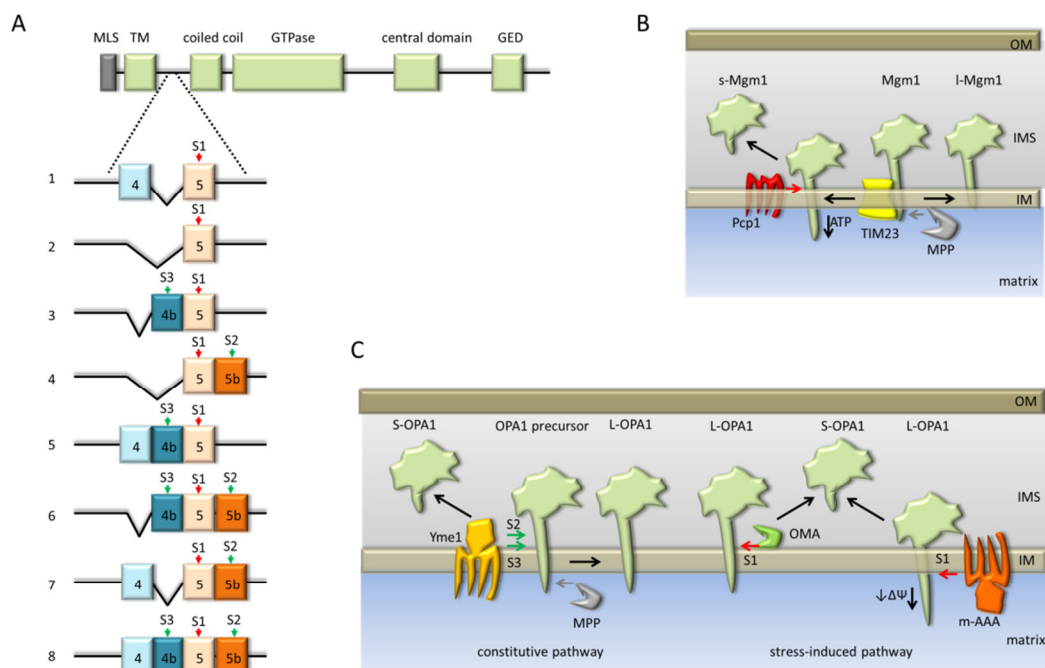 A
MLS TM coiled coil GTPase central domain GED
S1
1 4 5
S1
2 5
S3 S1
3 4b 5
S1 S2
4 5 5b
S3 S1
5 4 4b 5
S3 S1 S2
6 4b 5 5b
S1 S2
7 4 5 5b
S3 S1 S2
8 4 4b 5 5b
B
OM
s-Mgm1 Mgm1 l-Mgm1
IMS
IM
Pcp1 ATP TIM23 MPP
matrix
C
OM
S-OPA1 OPA1 precursor L-OPA1 L-OPA1 S-OPA1 L-OPA1
IMS
Yme1 S2 OMA
S3 S1 S1 IM
MPP ↓ΔΨ m-AAA
matrix
constitutive pathway stress-induced pathway